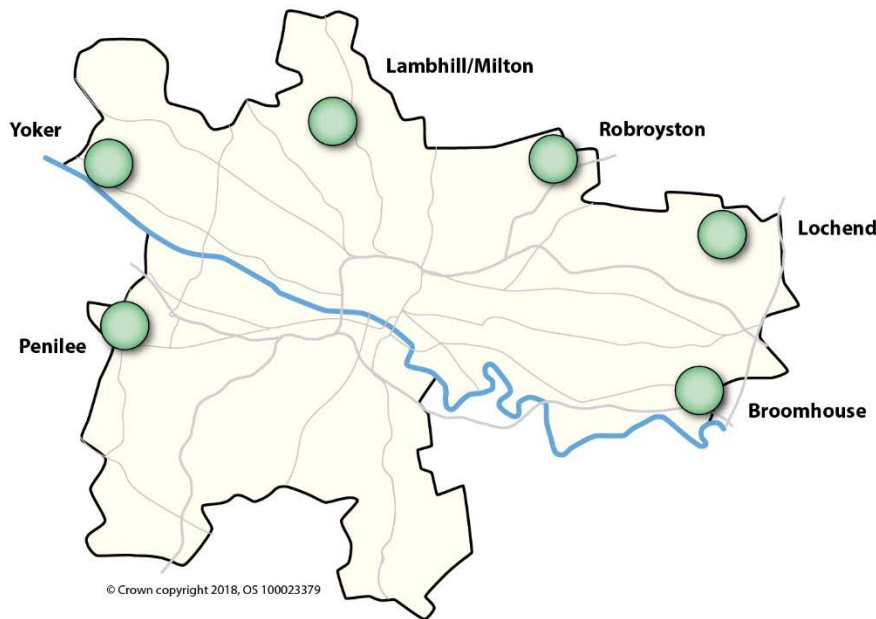 Lambhill/Milton
Yoker
Robroyston
Lochend
Penilee
Broomhouse
© Crown copyright 2018, OS 100023379